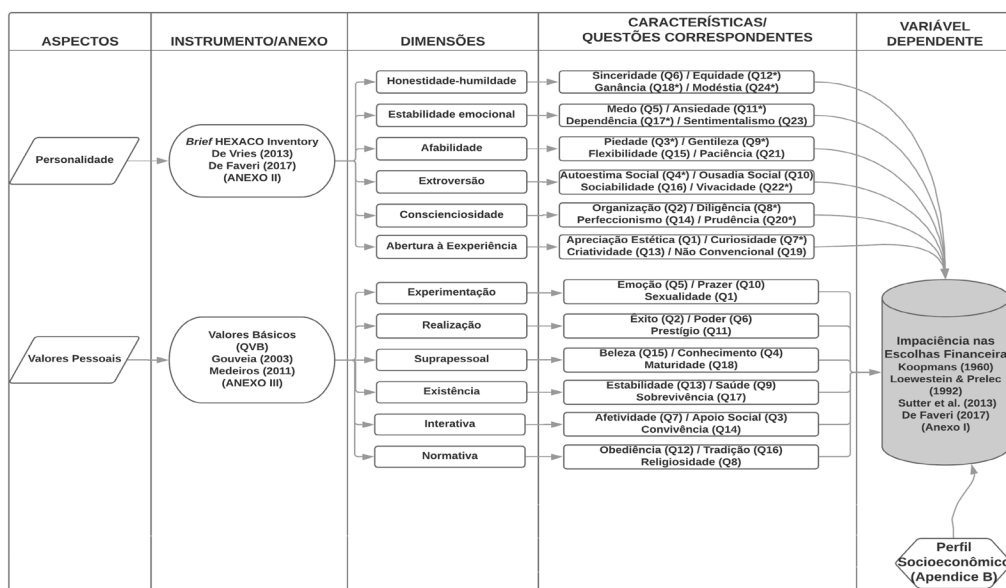 ASPECTOS
INSTRUMENTO/ANEXO
DIMENSÕES
CARACTERÍSTICAS/
QUESTÕES CORRESPONDENTES
VARIÁVEL
DEPENDENTE
Personalidade
Brief HEXACO Inventory
De Vries (2013)
De Faveri (2017)
(ANEXO II)
Honestidade-humildade
Sinceridade (Q6) / Equidade (Q12*)
Ganância (Q18*) / Modéstia (Q24*)
Estabilidade emocional
Medo (Q5) / Ansiedade (Q11*)
Dependência (Q17*) / Sentimentalismo (Q23)
Afabilidade
Piedade (Q3*) / Gentileza (Q9*)
Flexibilidade (Q15) / Paciência (Q21)
Extroversão
Autoestima Social (Q4*) / Ousadia Social (Q10)
Sociabilidade (Q16) / Vivacidade (Q22*)
Conscienciosidade
Organização (Q2) / Diligência (Q8*)
Perfeccionismo (Q14) / Prudência (Q20*)
Abertura à Eexperiência
Apreciação Estética (Q1) / Curiosidade (Q7*)
Criatividade (Q13) / Não Convencional (Q19)
Valores Pessoais
Valores Básicos
(QVB)
Gouveia (2003)
Medeiros (2011)
(ANEXO III)
Experimentação
Emoção (Q5) / Prazer (Q10)
Sexualidade (Q1)
Realização
Êxito (Q2) / Poder (Q6)
Prestígio (Q11)
Suprapessoal
Beleza (Q15) / Conhecimento (Q4)
Maturidade (Q18)
Existência
Estabilidade (Q13) / Saúde (Q9)
Sobrevivência (Q17)
Interativa
Afetividade (Q7) / Apoio Social (Q3)
Convivência (Q14)
Normativa
Obediência (Q12) / Tradição (Q16)
Religiosidade (Q8)
Impaciência nas
Escolhas Financeira
Koopmans (1960)
Loewestein & Prelec
(1992)
Sutter et al. (2013)
De Faveri (2017)
(Anexo I)
Perfil
Socioeconômico
(Apendice B)